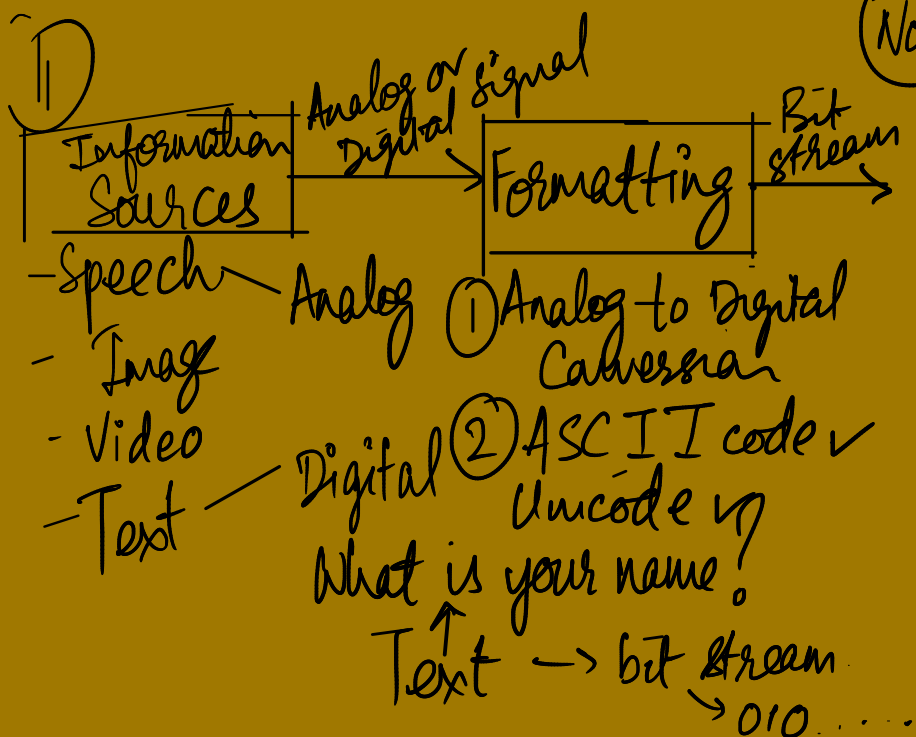 1
No
Analog or
Digital signal
Information
Sources
Formatting
Bit
stream
- Speech — Analog
- Image
- Video
- Text — Digital
① Analog to Digital
Conversion
② ASCII code ✓
Unicode ✓
What is your name?
↑
Text → bit stream
↘ 010 . . . . .